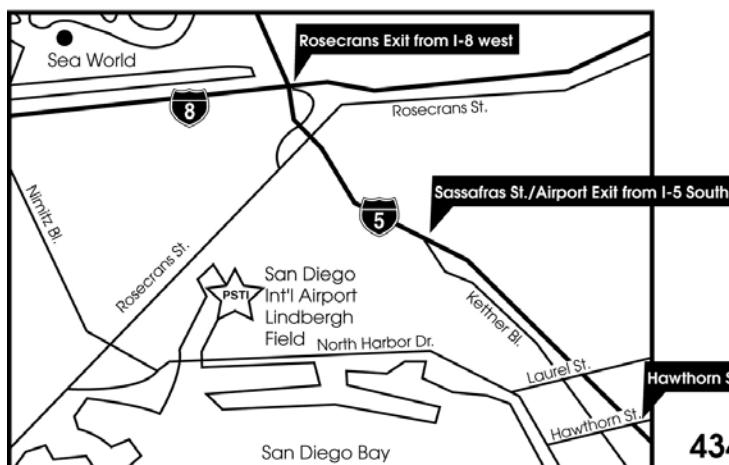 Rosecrans Exit from I-8 west
Sea World
8
Rosecrans St.
Nimitz Bl.
Sassafras St./Airport Exit from I-5 South
5
Rosecrans St.
PSTI
San Diego
Int'l Airport
Lindbergh
Field
Kettner Bl.
North Harbor Dr.
Laurel St.
Hawthorn S
Hawthorn St.
434
San Diego Bay